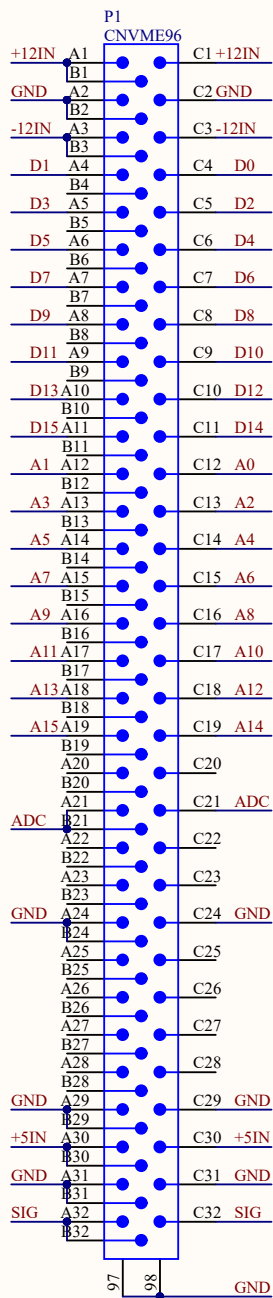 P1
CNVME96
+12IN A1 C1 +12IN
B1
GND A2 C2 GND
B2
-12IN A3 C3 -12IN
B3
D1 A4 C4 D0
B4
D3 A5 C5 D2
B5
D5 A6 C6 D4
B6
D7 A7 C7 D6
B7
D9 A8 C8 D8
B8
D11 A9 C9 D10
B9
D13 A10 C10 D12
B10
D15 A11 C11 D14
B11
A1 A12 C12 A0
B12
A3 A13 C13 A2
B13
A5 A14 C14 A4
B14
A7 A15 C15 A6
B15
A9 A16 C16 A8
B16
A11 A17 C17 A10
B17
A13 A18 C18 A12
B18
A15 A19 C19 A14
B19
A20 C20
B20
A21 C21 ADC
ADC B21
A22 C22
B22
A23 C23
B23
GND A24 C24 GND
B24
A25 C25
B25
A26 C26
B26
A27 C27
B27
A28 C28
B28
GND A29 C29 GND
B29
+5IN A30 C30 +5IN
B30
GND A31 C31 GND
B31
SIG A32 C32 SIG
B32
97 98
GND